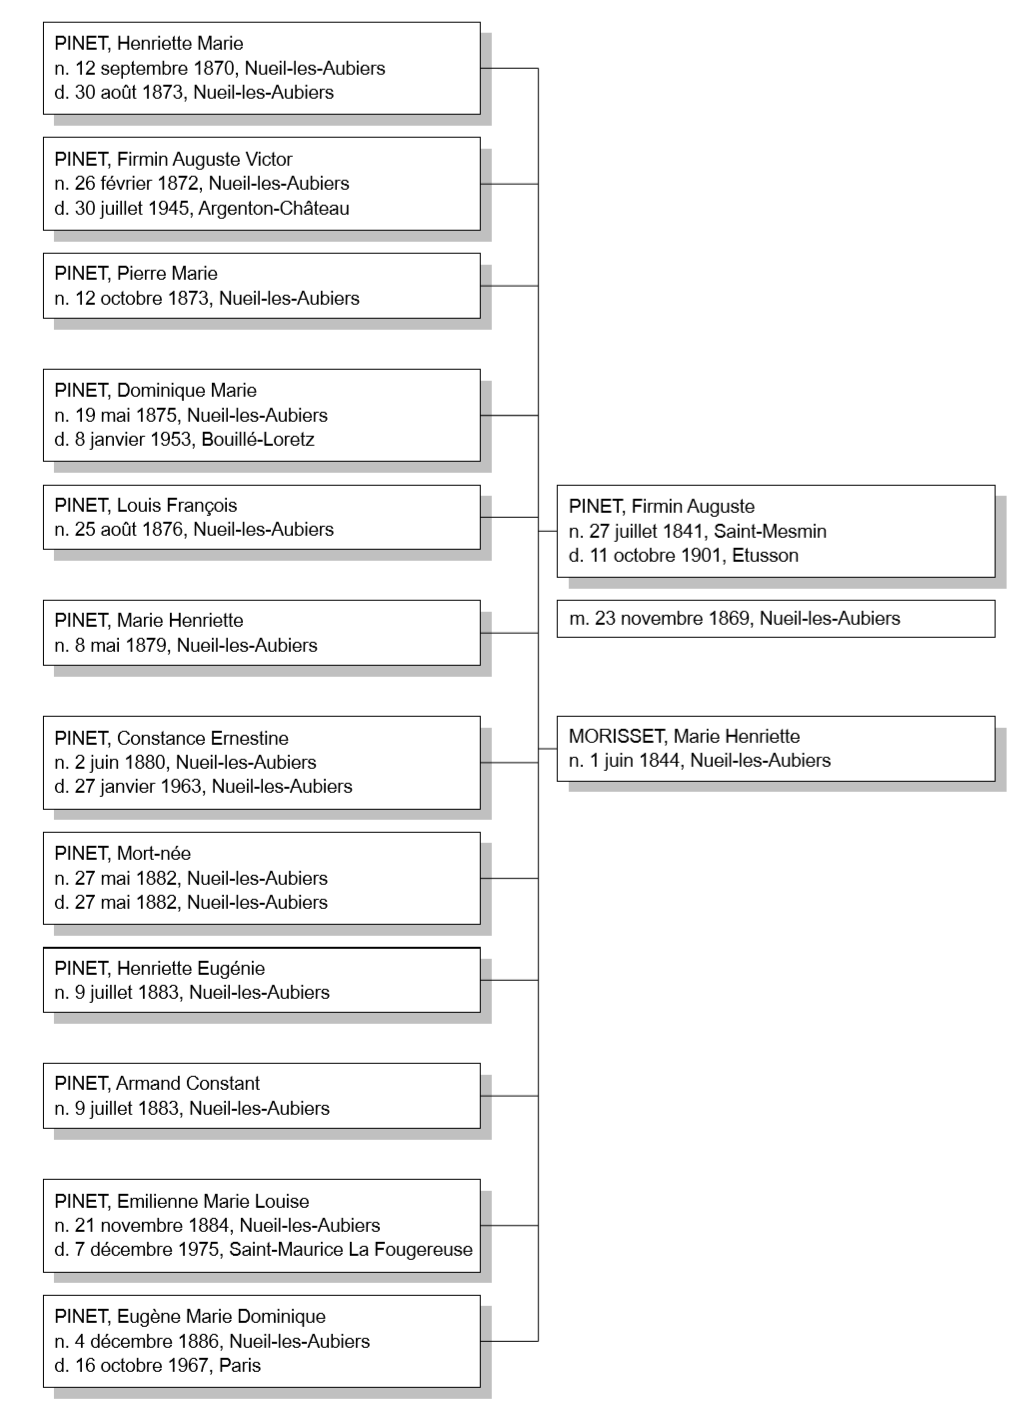 PINET, Henriette Marie
n. 12 septembre 1870, Nueil-les-Aubiers
d. 30 août 1873, Nueil-les-Aubiers
PINET, Firmin Auguste Victor
n. 26 février 1872, Nueil-les-Aubiers
d. 30 juillet 1945, Argenton-Château
PINET, Pierre Marie
n. 12 octobre 1873, Nueil-les-Aubiers
PINET, Dominique Marie
n. 19 mai 1875, Nueil-les-Aubiers
d. 8 janvier 1953, Bouillé-Loretz
PINET, Louis François
n. 25 août 1876, Nueil-les-Aubiers
PINET, Marie Henriette
n. 8 mai 1879, Nueil-les-Aubiers
PINET, Constance Ernestine
n. 2 juin 1880, Nueil-les-Aubiers
d. 27 janvier 1963, Nueil-les-Aubiers
PINET, Mort-née
n. 27 mai 1882, Nueil-les-Aubiers
d. 27 mai 1882, Nueil-les-Aubiers
PINET, Henriette Eugénie
n. 9 juillet 1883, Nueil-les-Aubiers
PINET, Armand Constant
n. 9 juillet 1883, Nueil-les-Aubiers
PINET, Emilienne Marie Louise
n. 21 novembre 1884, Nueil-les-Aubiers
d. 7 décembre 1975, Saint-Maurice La Fougereuse
PINET, Eugène Marie Dominique
n. 4 décembre 1886, Nueil-les-Aubiers
d. 16 octobre 1967, Paris
PINET, Firmin Auguste
n. 27 juillet 1841, Saint-Mesmin
d. 11 octobre 1901, Etusson
m. 23 novembre 1869, Nueil-les-Aubiers
MORISSET, Marie Henriette
n. 1 juin 1844, Nueil-les-Aubiers